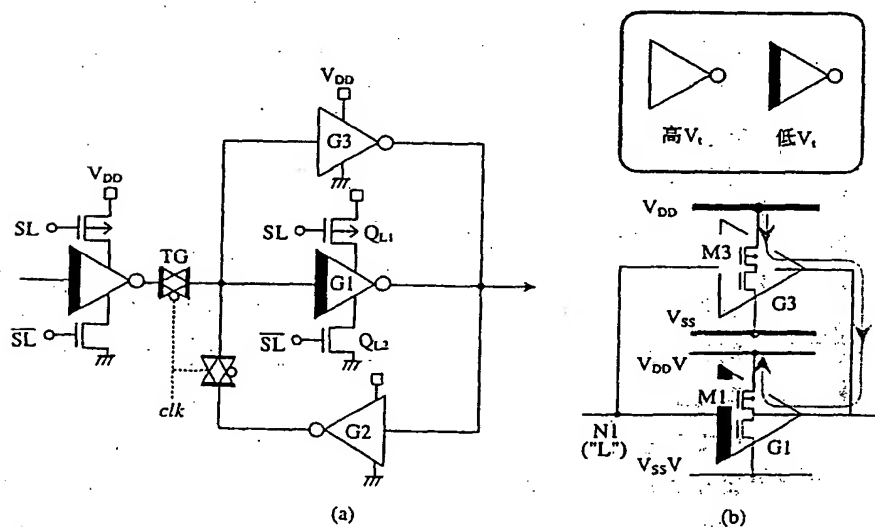 高Vt
低Vt
VDD
G3
VDD
SL
TG
SL
QL1
G1
SL
SL
QL2
clk
G2
(a)
VDD
M3
G3
VSS
VDDV
M1
N1
("L")
G1
VSSV
(b)